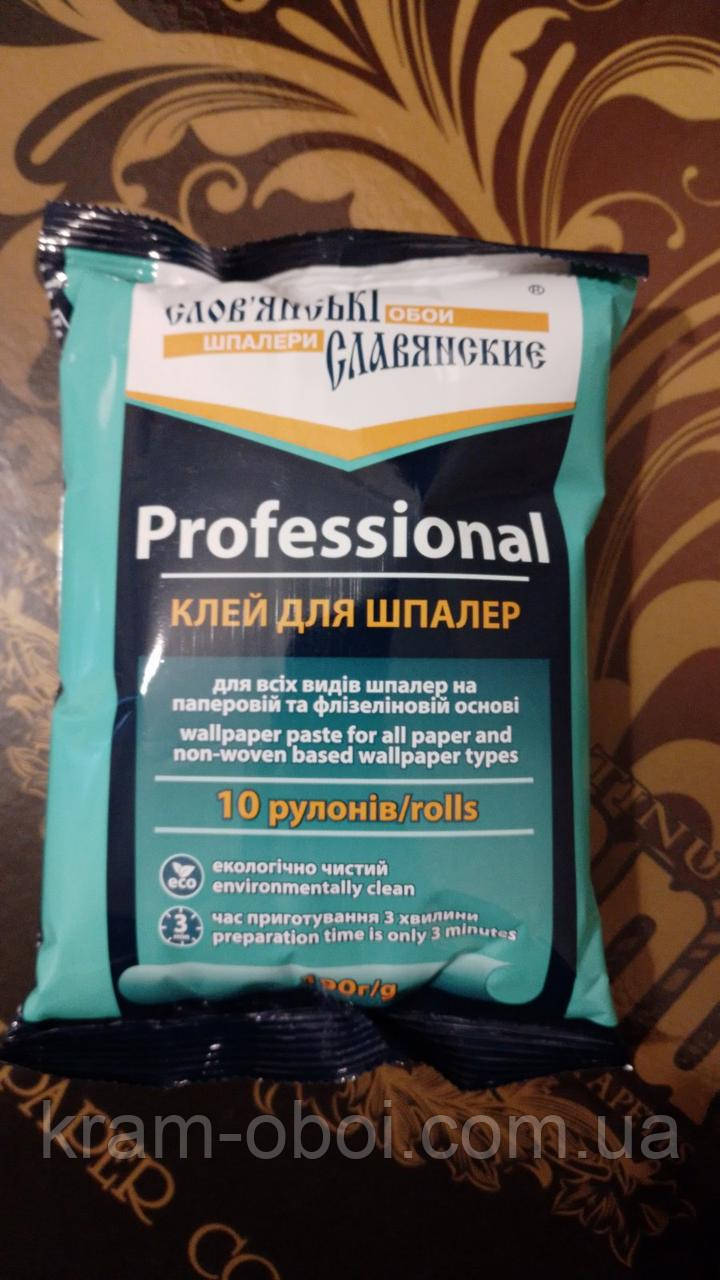 СЛОВ'ЯНСЬКІ ОБОИ ®
ШПАЛЕРИ СЛАВЯНСКИЕ
Professional
КЛЕЙ ДЛЯ ШПАЛЕР
для всіх видів шпалер на
паперовій та флізеліновій основі
wallpaper paste for all paper and
non-woven based wallpaper types
10 рулонів/rolls
eco
екологічно чистий
environmentally clean
3
min
час приготування 3 хвилини
preparation time is only 3 minutes
kram-oboi.com.ua